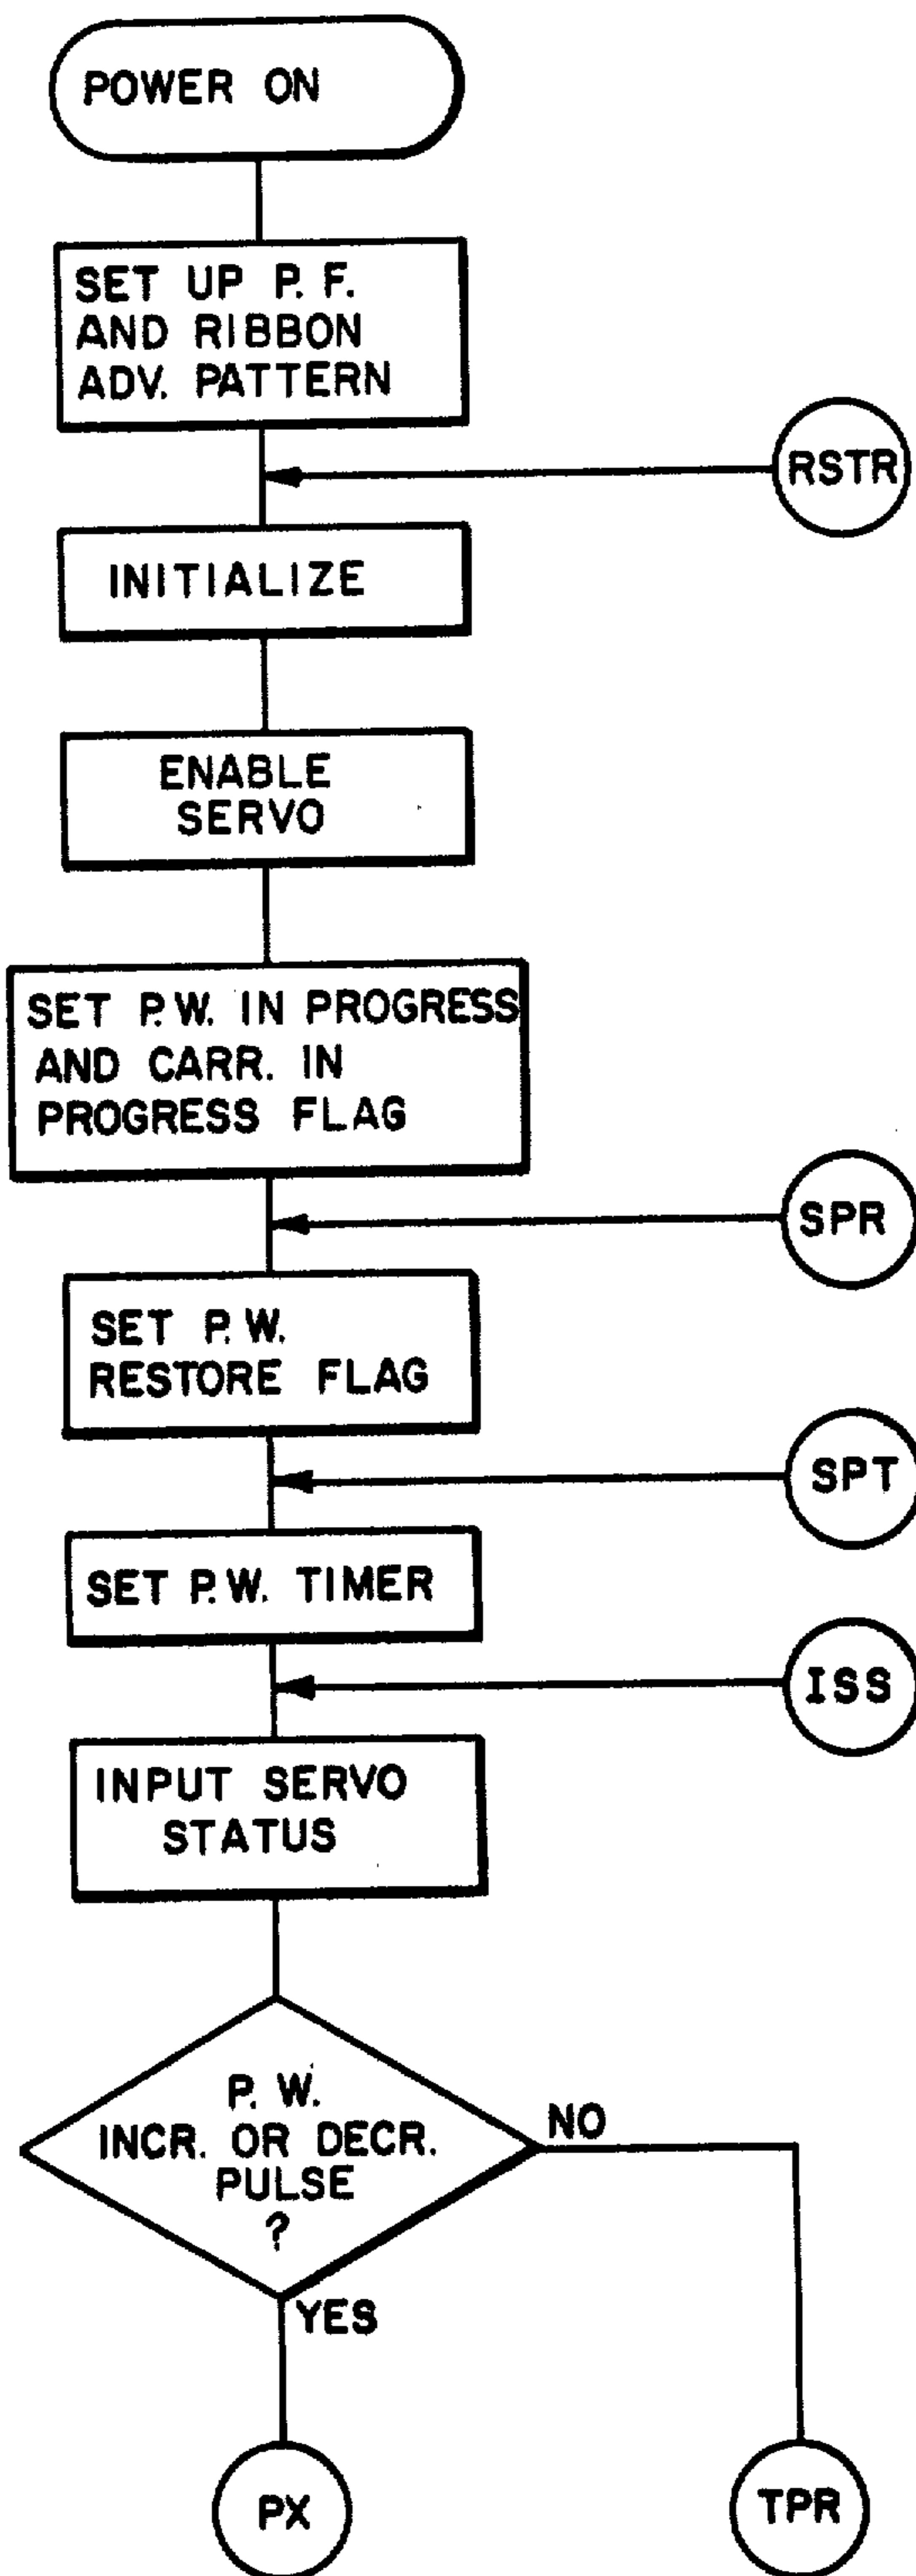 POWER ON
SET UP P. F.
AND RIBBON
ADV. PATTERN
RSTR
INITIALIZE
ENABLE
SERVO
SET P.W. IN PROGRESS
AND CARR. IN
PROGRESS FLAG
SPR
SET P.W.
RESTORE FLAG
SPT
SET P.W. TIMER
ISS
INPUT SERVO
STATUS
P. W.
INCR. OR DECR.
PULSE
?
NO
YES
PX
TPR